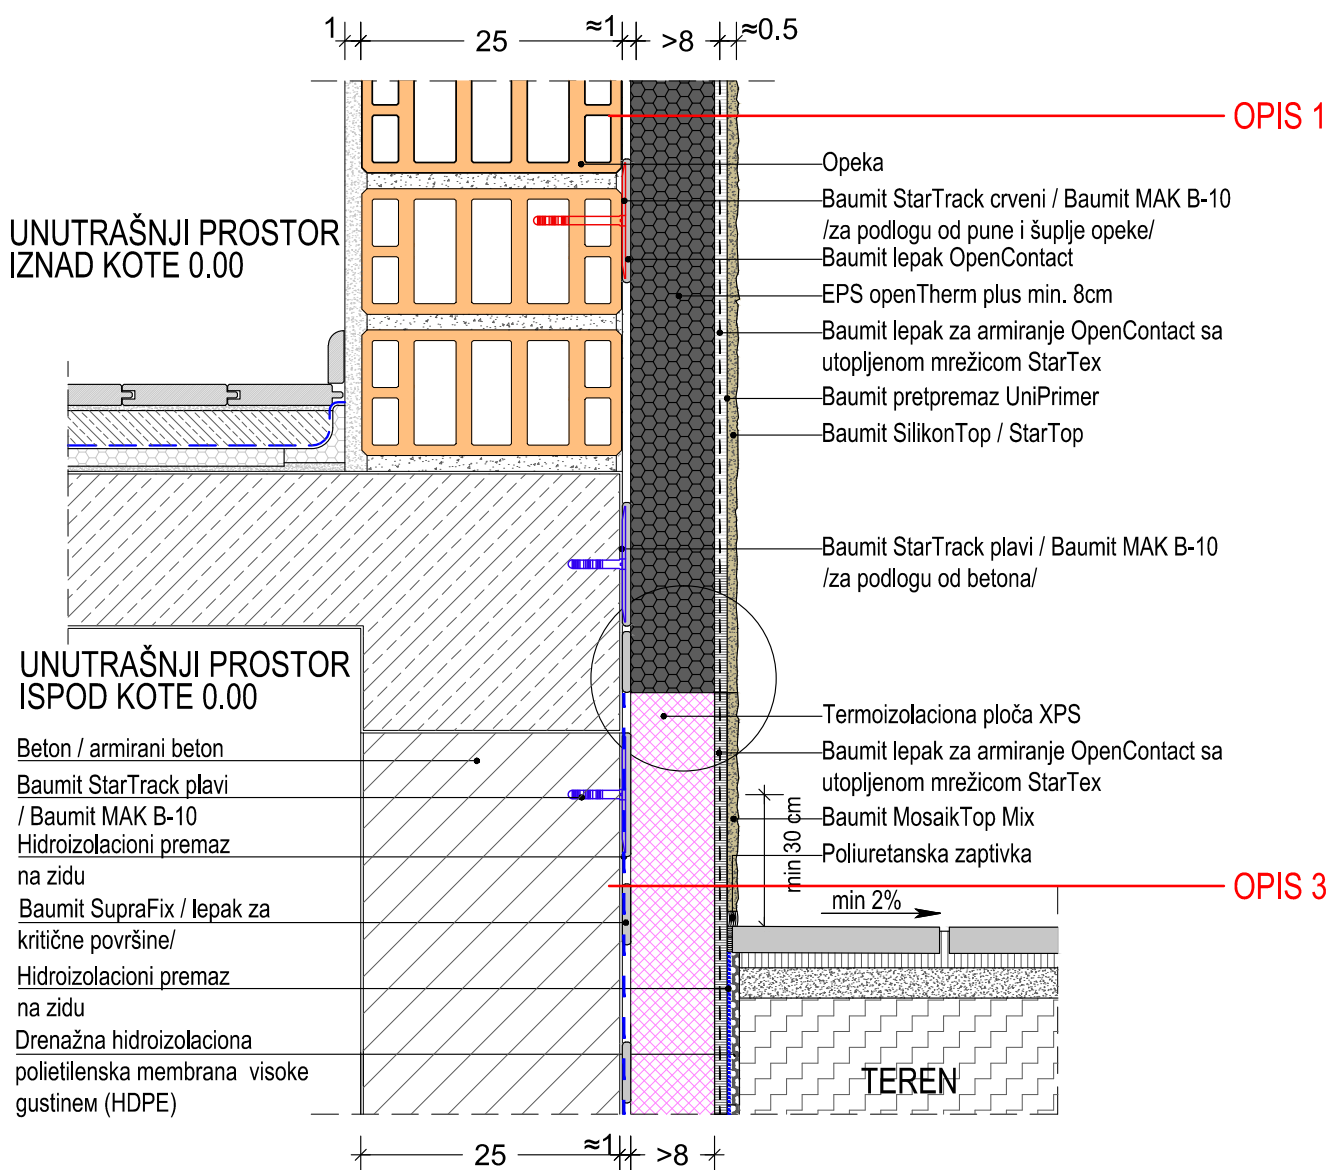 1
25
≈1
>8
≈0.5
OPIS 1
Opeka
Baumit StarTrack crveni / Baumit MAK B-10
/za podlogu od pune i šuplje opeke/
Baumit lepak OpenContact
EPS openTherm plus min. 8cm
Baumit lepak za armiranje OpenContact sa
utopljenom mrežicom StarTex
Baumit pretpremaz UniPrimer
Baumit SilikonTop / StarTop
UNUTRAŠNJI PROSTOR
IZNAD KOTE 0.00
Baumit StarTrack plavi / Baumit MAK B-10
/za podlogu od betona/
UNUTRAŠNJI PROSTOR
ISPOD KOTE 0.00
Beton / armirani beton
Baumit StarTrack plavi
/ Baumit MAK B-10
Hidroizolacioni premaz
na zidu
Baumit SupraFix / lepak za
kritične površine/
Hidroizolacioni premaz
na zidu
Drenažna hidroizolaciona
polietilenska membrana visoke
gustineм (HDPE)
Termoizolaciona ploča XPS
Baumit lepak za armiranje OpenContact sa
utopljenom mrežicom StarTex
Baumit MosaikTop Mix
Poliuretanska zaptivka
min 30 cm
OPIS 3
min 2%
TEREN
25
≈1
>8